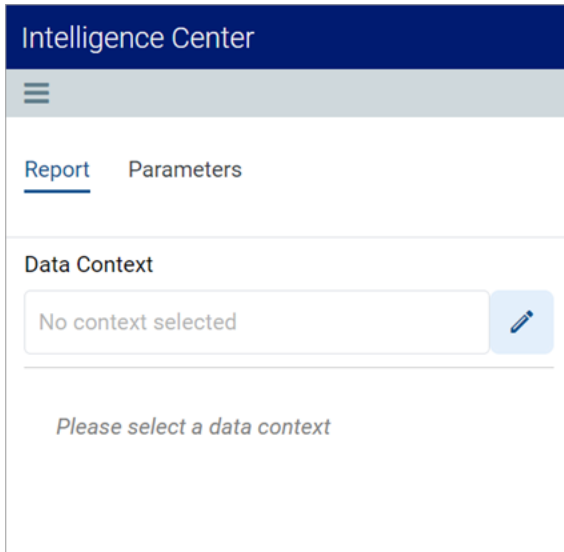 Intelligence Center
Report Parameters
Data Context
No context selected
Please select a data context